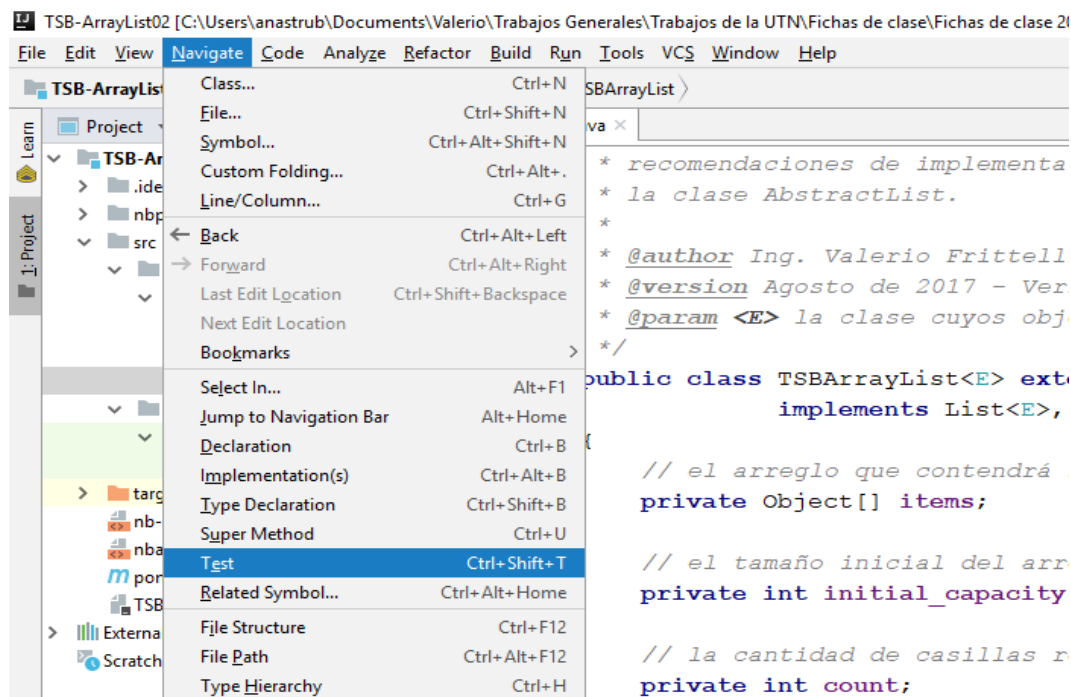 TSB-ArrayList02 [C:\Users\anastrub\Documents\Valerio\Trabajos Generales\Trabajos de la UTN\Fichas de clase\Fichas de clase 20
File Edit View Navigate Code Analyze Refactor Build Run Tools VCS Window Help
TSB-ArrayLis
SBArrayList
1: Project
Learn
Project
TSB-Ar
.ide
nbp
src
targ
nb-
nba
pon
TSB
Externa
Scratch
Class... Ctrl+N
File... Ctrl+Shift+N
Symbol... Ctrl+Alt+Shift+N
Custom Folding... Ctrl+Alt+.
Line/Column... Ctrl+G
Back Ctrl+Alt+Left
Forward Ctrl+Alt+Right
Last Edit Location Ctrl+Shift+Backspace
Next Edit Location
Bookmarks
Select In... Alt+F1
Jump to Navigation Bar Alt+Home
Declaration Ctrl+B
Implementation(s) Ctrl+Alt+B
Type Declaration Ctrl+Shift+B
Super Method Ctrl+U
Test Ctrl+Shift+T
Related Symbol... Ctrl+Alt+Home
File Structure Ctrl+F12
File Path Ctrl+Alt+F12
Type Hierarchy Ctrl+H
va
* recomendaciones de implementa
* la clase AbstractList.
*
* @author Ing. Valerio Frittell
* @version Agosto de 2017 - Ver
* @param <E> la clase cuyos obj
*/
public class TSBArrayList<E> ext
implements List<E>,
{
// el arreglo que contendrá
private Object[] items;
// el tamaño inicial del arr
private int initial_capacity
// la cantidad de casillas r
private int count;